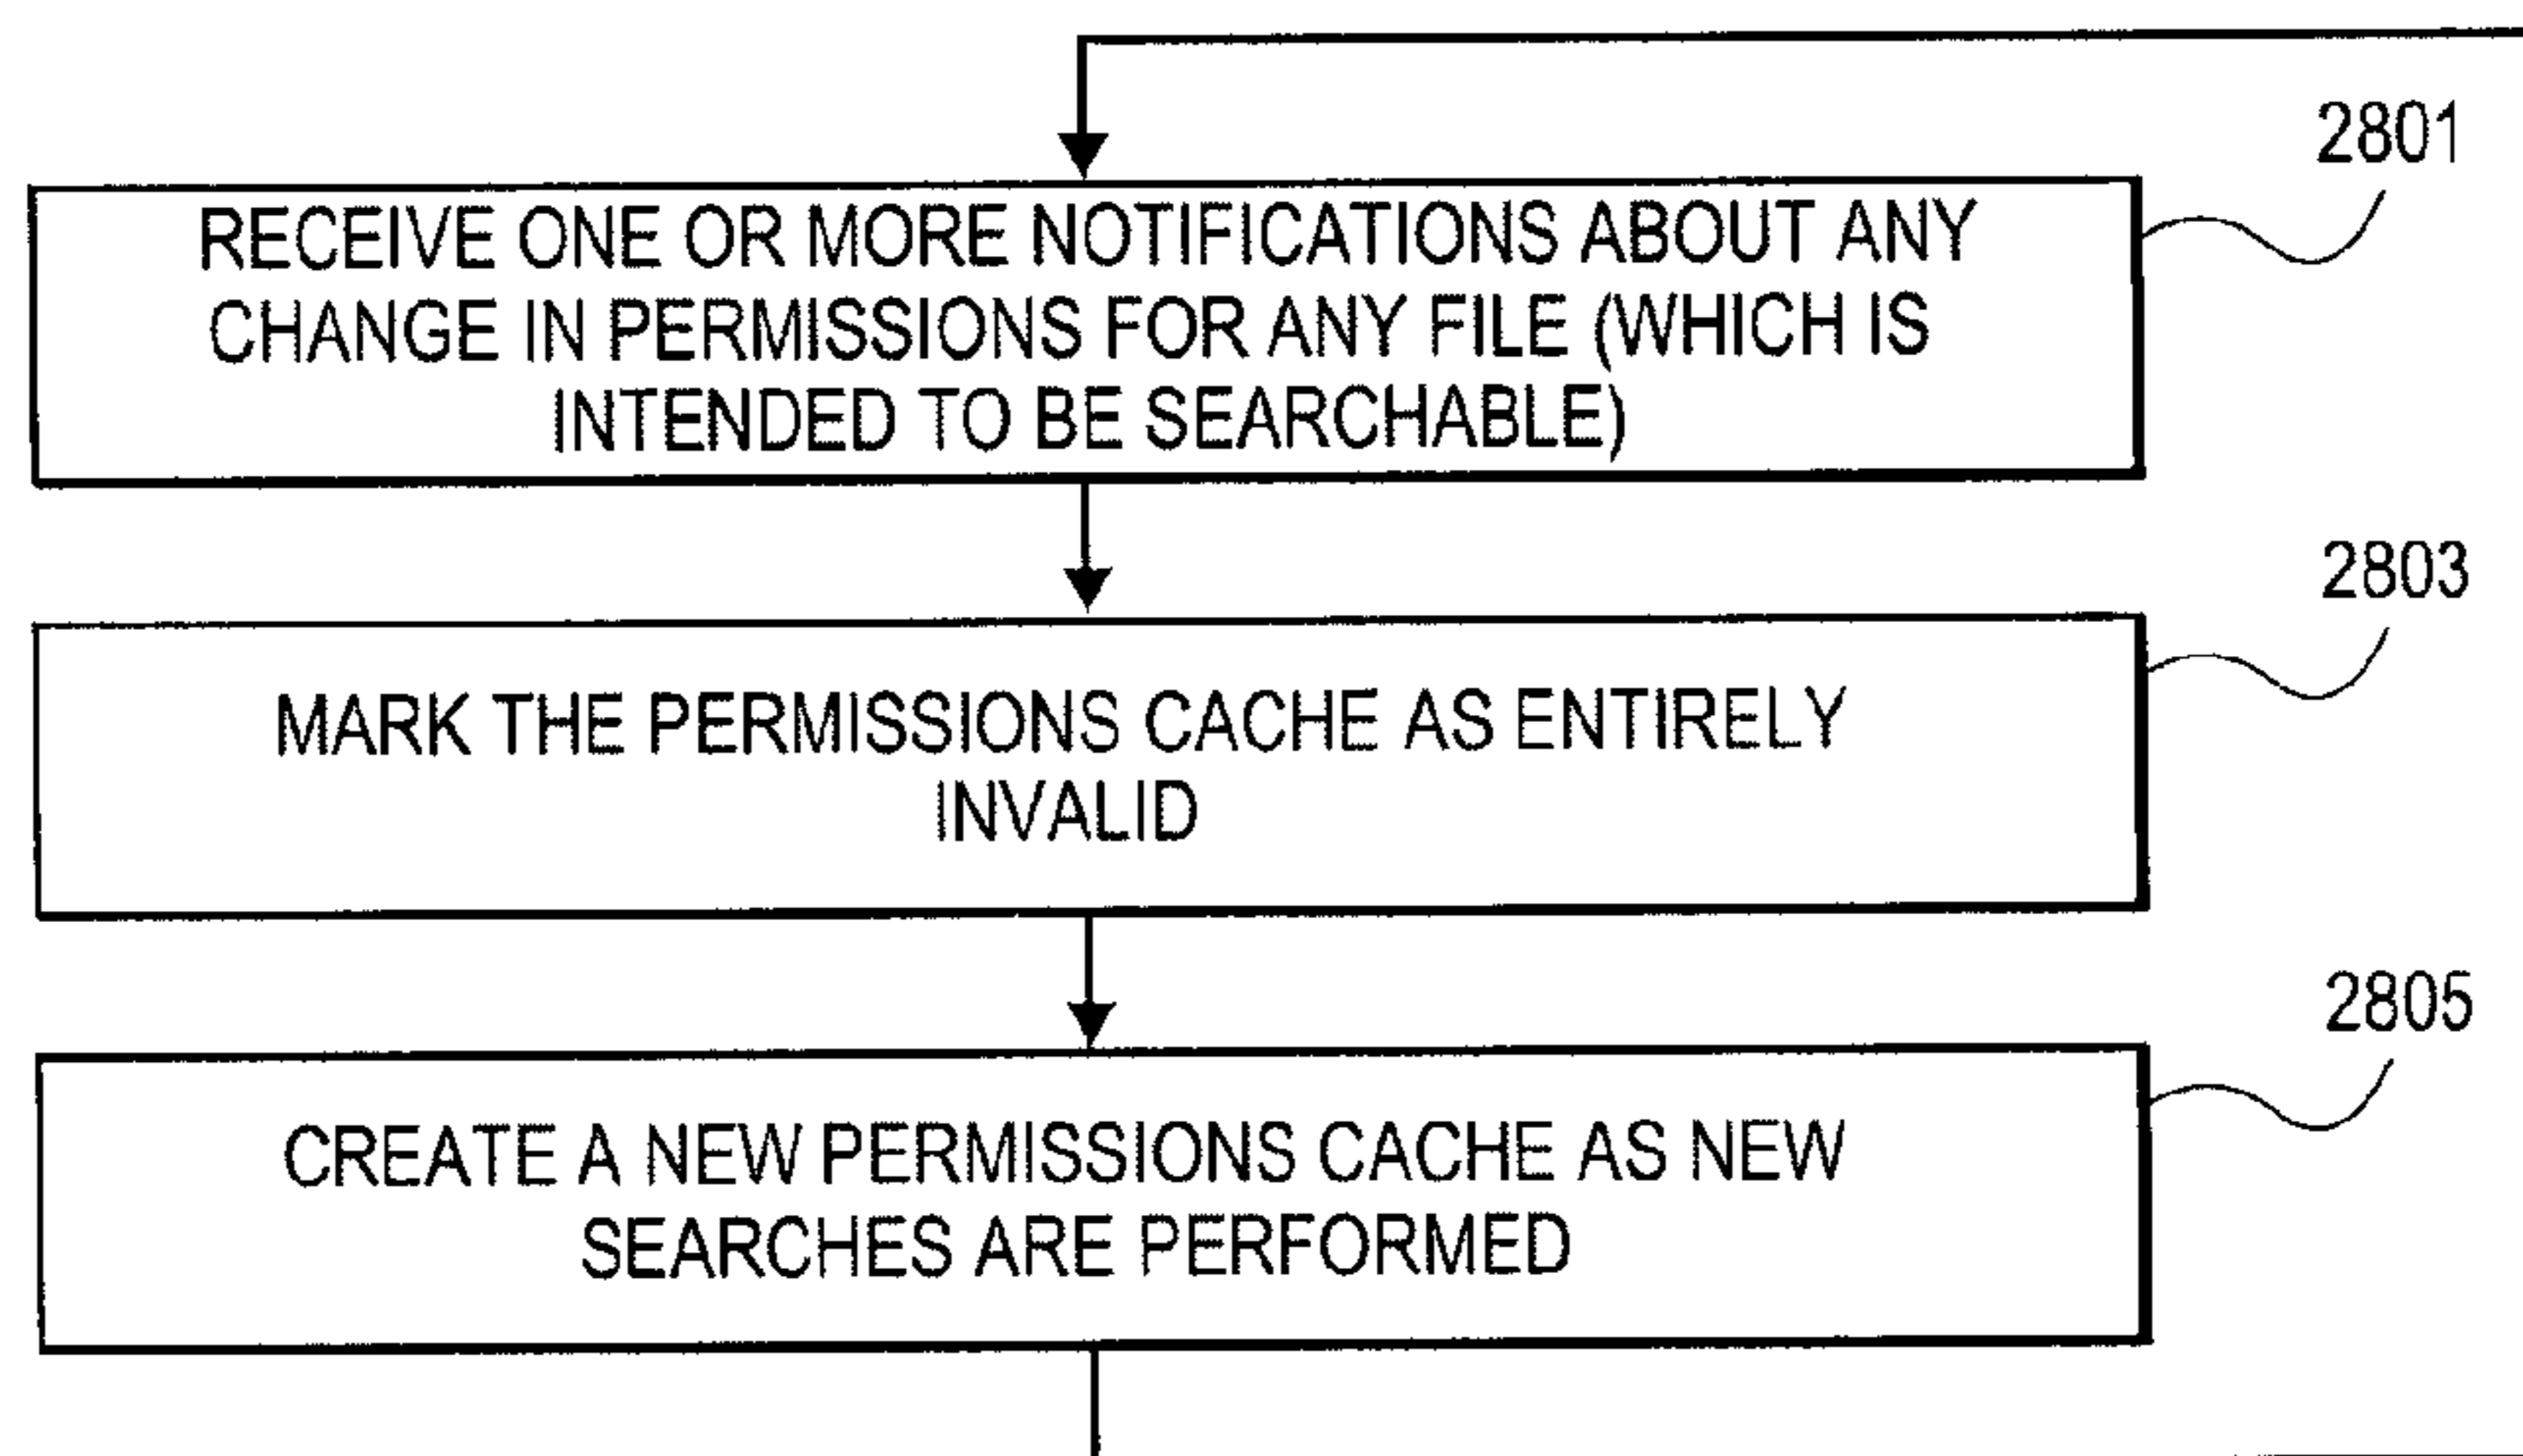 2801
RECEIVE ONE OR MORE NOTIFICATIONS ABOUT ANY
CHANGE IN PERMISSIONS FOR ANY FILE (WHICH IS
INTENDED TO BE SEARCHABLE)
2803
MARK THE PERMISSIONS CACHE AS ENTIRELY
INVALID
2805
CREATE A NEW PERMISSIONS CACHE AS NEW
SEARCHES ARE PERFORMED